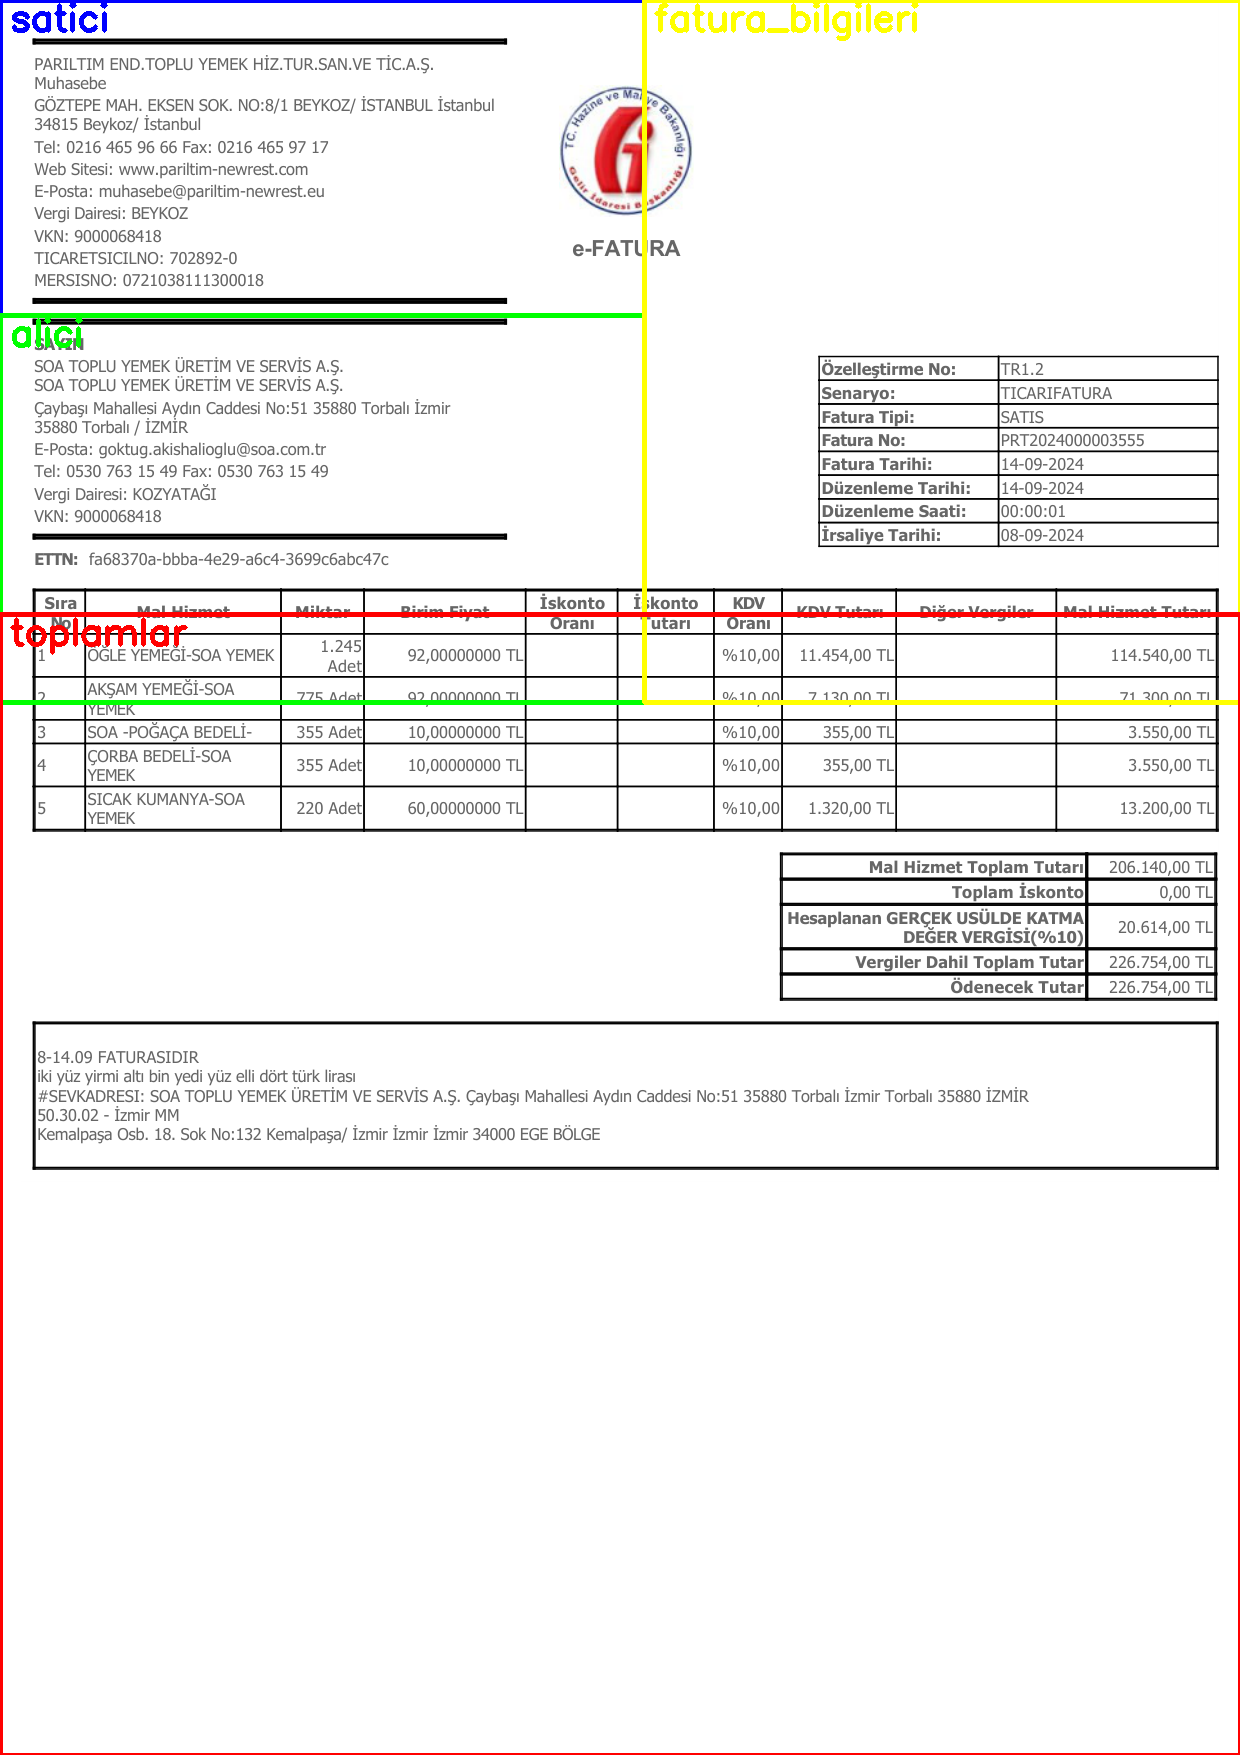 satici
fatura_bilgileri
PARILTIM END.TOPLU YEMEK HİZ.TUR.SAN.VE TİC.A.Ş.
Muhasebe
GÖZTEPE MAH. EKSEN SOK. NO:8/1 BEYKOZ/ İSTANBUL İstanbul
34815 Beykoz/ İstanbul
Tel: 0216 465 96 66 Fax: 0216 465 97 17
Web Sitesi: www.pariltim-newrest.com
E-Posta: muhasebe@pariltim-newrest.eu
Vergi Dairesi: BEYKOZ
VKN: 9000068418
TICARETSICILNO: 702892-0
MERSISNO: 0721038111300018
TC. Hazine ve Maliye Bakanlığı
Gelir İdaresi Başkanlığı
e-FATURA
alici
SAYIN
SOA TOPLU YEMEK ÜRETİM VE SERVİS A.Ş.
SOA TOPLU YEMEK ÜRETİM VE SERVİS A.Ş.
Çaybaşı Mahallesi Aydın Caddesi No:51 35880 Torbalı İzmir
35880 Torbalı / İZMİR
E-Posta: goktug.akishalioglu@soa.com.tr
Tel: 0530 763 15 49 Fax: 0530 763 15 49
Vergi Dairesi: KOZYATAĞI
VKN: 9000068418
ETTN: fa68370a-bbba-4e29-a6c4-3699c6abc47c
Özelleştirme No: TR1.2
Senaryo: TICARIFATURA
Fatura Tipi: SATIS
Fatura No: PRT2024000003555
Fatura Tarihi: 14-09-2024
Düzenleme Tarihi: 14-09-2024
Düzenleme Saati: 00:00:01
İrsaliye Tarihi: 08-09-2024
toplamlar
Sıra No Mal Hizmet Miktar Birim Fiyat İskonto Oranı İskonto Tutarı KDV Oranı KDV Tutarı Diğer Vergiler Mal Hizmet Tutarı
1 ÖĞLE YEMEĞİ-SOA YEMEK 1.245 Adet 92,00000000 TL %10,00 11.454,00 TL 114.540,00 TL
2 AKŞAM YEMEĞİ-SOA YEMEK 775 Adet 92,00000000 TL %10,00 7.130,00 TL 71.300,00 TL
3 SOA -POĞAÇA BEDELİ- 355 Adet 10,00000000 TL %10,00 355,00 TL 3.550,00 TL
4 ÇORBA BEDELİ-SOA YEMEK 355 Adet 10,00000000 TL %10,00 355,00 TL 3.550,00 TL
5 SICAK KUMANYA-SOA YEMEK 220 Adet 60,00000000 TL %10,00 1.320,00 TL 13.200,00 TL
Mal Hizmet Toplam Tutarı 206.140,00 TL
Toplam İskonto 0,00 TL
Hesaplanan GERÇEK USÜLDE KATMA DEĞER VERGİSİ(%10) 20.614,00 TL
Vergiler Dahil Toplam Tutar 226.754,00 TL
Ödenecek Tutar 226.754,00 TL
8-14.09 FATURASIDIR
iki yüz yirmi altı bin yedi yüz elli dört türk lirası
#SEVKADRESI: SOA TOPLU YEMEK ÜRETİM VE SERVİS A.Ş. Çaybaşı Mahallesi Aydın Caddesi No:51 35880 Torbalı İzmir Torbalı 35880 İZMİR
50.30.02 - İzmir MM
Kemalpaşa Osb. 18. Sok No:132 Kemalpaşa/ İzmir İzmir İzmir 34000 EGE BÖLGE